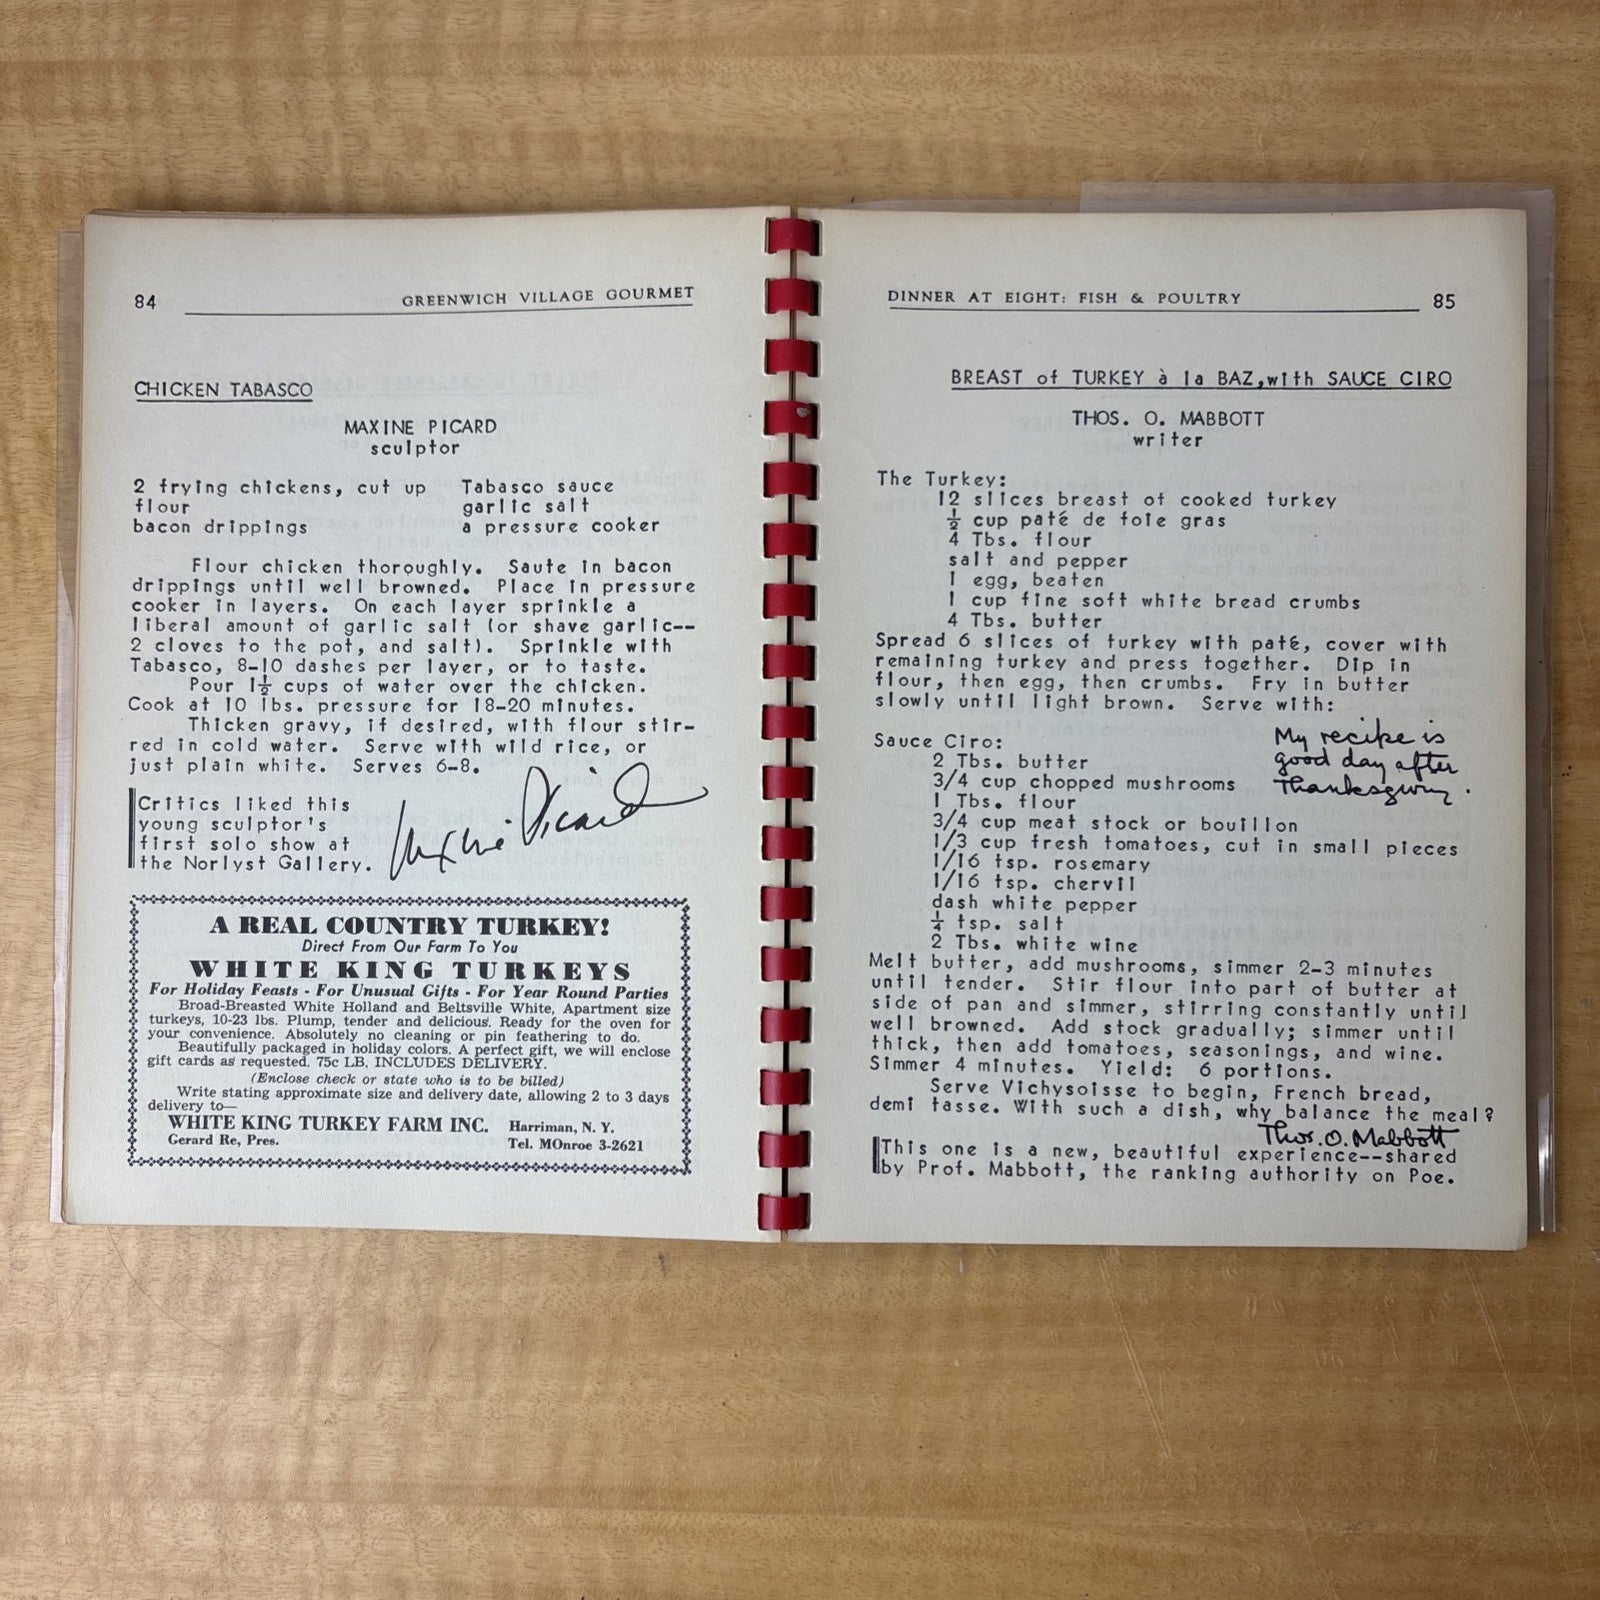 84 GREENWICH VILLAGE GOURMET
CHICKEN TABASCO
MAXINE PICARD
sculptor
2 frying chickens, cut up Tabasco sauce
flour garlic salt
bacon drippings a pressure cooker
Flour chicken thoroughly. Saute in bacon
drippings until well browned. Place in pressure
cooker in layers. On each layer sprinkle a
liberal amount of garlic salt (or shave garlic--
2 cloves to the pot, and salt). Sprinkle with
Tabasco, 8-10 dashes per layer, or to taste.
Pour 1½ cups of water over the chicken.
Cook at 10 lbs. pressure for 18-20 minutes.
Thicken gravy, if desired, with flour stir-
red in cold water. Serve with wild rice, or
just plain white. Serves 6-8.
Critics liked this
young sculptor's
first solo show at
the Norlyst Gallery.
Maxine Picard
A REAL COUNTRY TURKEY!
Direct From Our Farm To You
WHITE KING TURKEYS
For Holiday Feasts - For Unusual Gifts - For Year Round Parties
Broad-Breasted White Holland and Beltsville White, Apartment size
turkeys, 10-23 lbs. Plump, tender and delicious. Ready for the oven for
your convenience. Absolutely no cleaning or pin feathering to do.
Beautifully packaged in holiday colors. A perfect gift, we will enclose
gift cards as requested. 75c LB. INCLUDES DELIVERY.
(Enclose check or state who is to be billed)
Write stating approximate size and delivery date, allowing 2 to 3 days
delivery to—
WHITE KING TURKEY FARM INC. Harriman, N. Y.
Gerard Re, Pres. Tel. MOnroe 3-2621
DINNER AT EIGHT: FISH & POULTRY 85
BREAST of TURKEY à la BAZ, with SAUCE CIRO
THOS. O. MABBOTT
writer
The Turkey:
12 slices breast of cooked turkey
½ cup paté de foie gras
4 Tbs. flour
salt and pepper
1 egg, beaten
1 cup fine soft white bread crumbs
4 Tbs. butter
Spread 6 slices of turkey with paté, cover with
remaining turkey and press together. Dip in
flour, then egg, then crumbs. Fry in butter
slowly until light brown. Serve with:
My recipe is
good day after
Thanksgiving.
Sauce Ciro:
2 Tbs. butter
3/4 cup chopped mushrooms
1 Tbs. flour
3/4 cup meat stock or bouillon
1/3 cup fresh tomatoes, cut in small pieces
1/16 tsp. rosemary
1/16 tsp. chervil
dash white pepper
¼ tsp. salt
2 Tbs. white wine
Melt butter, add mushrooms, simmer 2-3 minutes
until tender. Stir flour into part of butter at
side of pan and simmer, stirring constantly until
well browned. Add stock gradually; simmer until
thick, then add tomatoes, seasonings, and wine.
Simmer 4 minutes. Yield: 6 portions.
Serve Vichysoisse to begin, French bread,
demi tasse. With such a dish, why balance the meal?
Thos. O. Mabbott
This one is a new, beautiful experience--shared
by Prof. Mabbott, the ranking authority on Poe.